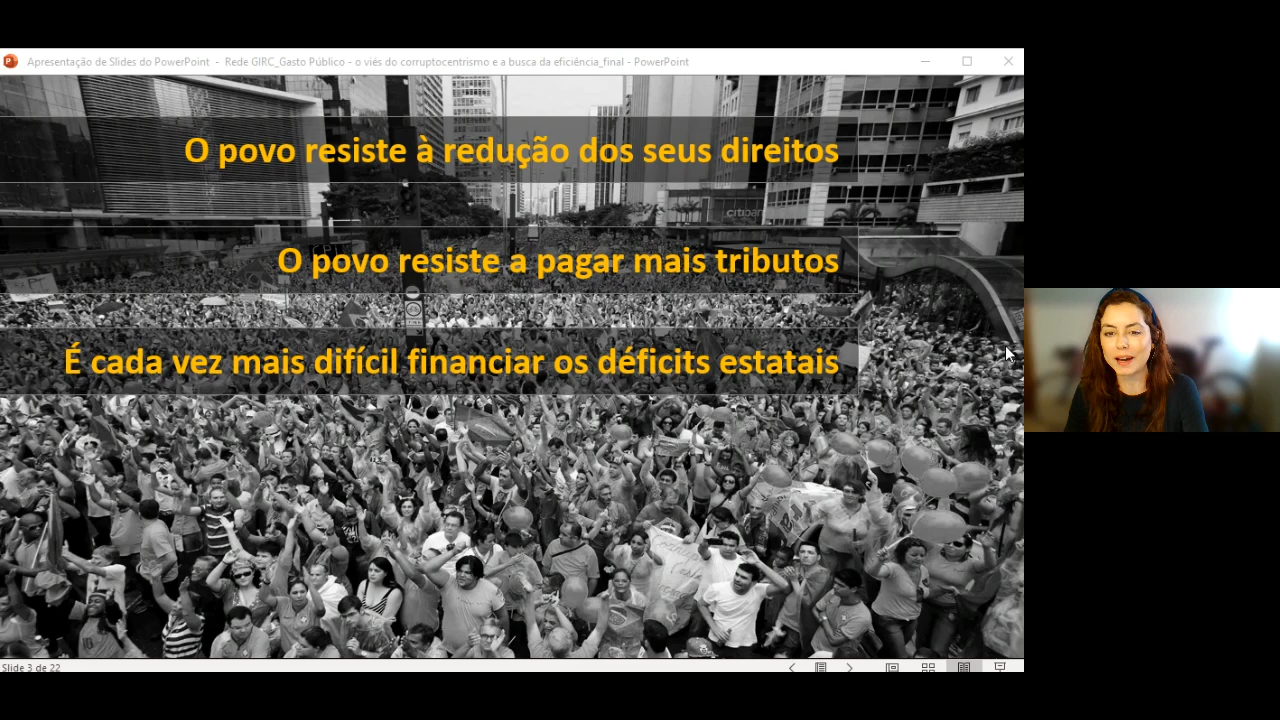 Apresentação de Slides do PowerPoint - Rede GIRC_Gasto Público - o viés do corruptocentrismo e a busca da eficiência_final - PowerPoint
O povo resiste à redução dos seus direitos
citiban
O povo resiste a pagar mais tributos
É cada vez mais difícil financiar os déficits estatais
Slide 3 de 22